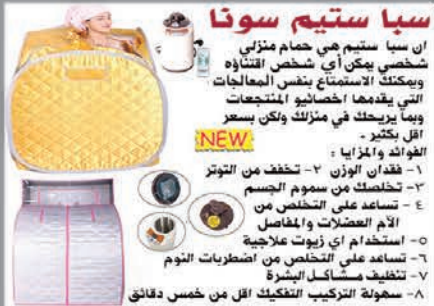 سبا ستيم سونا
ان سبا ستيم هي حمام منزلي
شخصي يمكن أي شخص اقتناؤه
ويمكنك الاستمتاع بنفس المعالجات
التي يقدمها اخصائيو المنتجعات
وبما يريحك في منزلك ولكن بسعر
اقل بكثير .
NEW
الفوائد والمزايا :
١- فقدان الوزن ٢- تخفف من التوتر
٣- تخلصك من سموم الجسم
٤ - تساعد على التخلص من
الآم العضلات والمفاصل
٥- استخدام اي زيوت علاجية
٦- تساعد على التخلص من اضطربات النوم
٧- تنظيف مشاكل البشرة
٨- سهولة التركيب التفكيك اقل من خمس دقائق